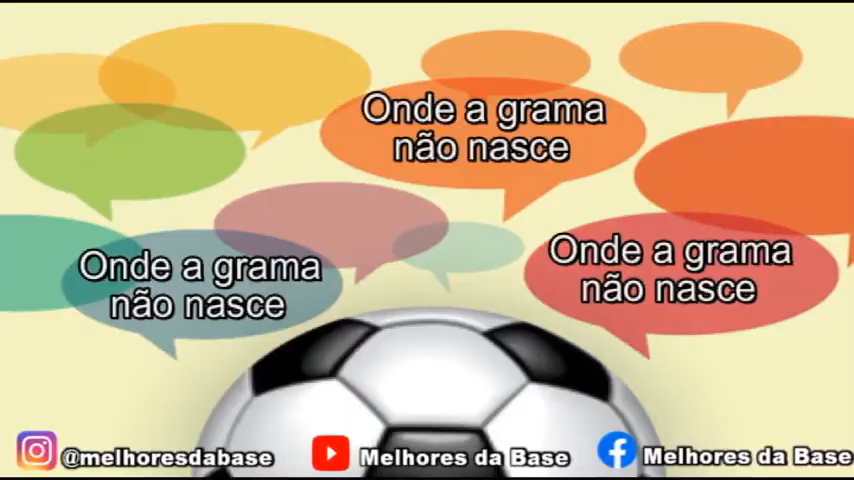 Onde a grama
não nasce
Onde a grama
não nasce
Onde a grama
não nasce
@melhoresdabase
Melhores da Base
Melhores da Base